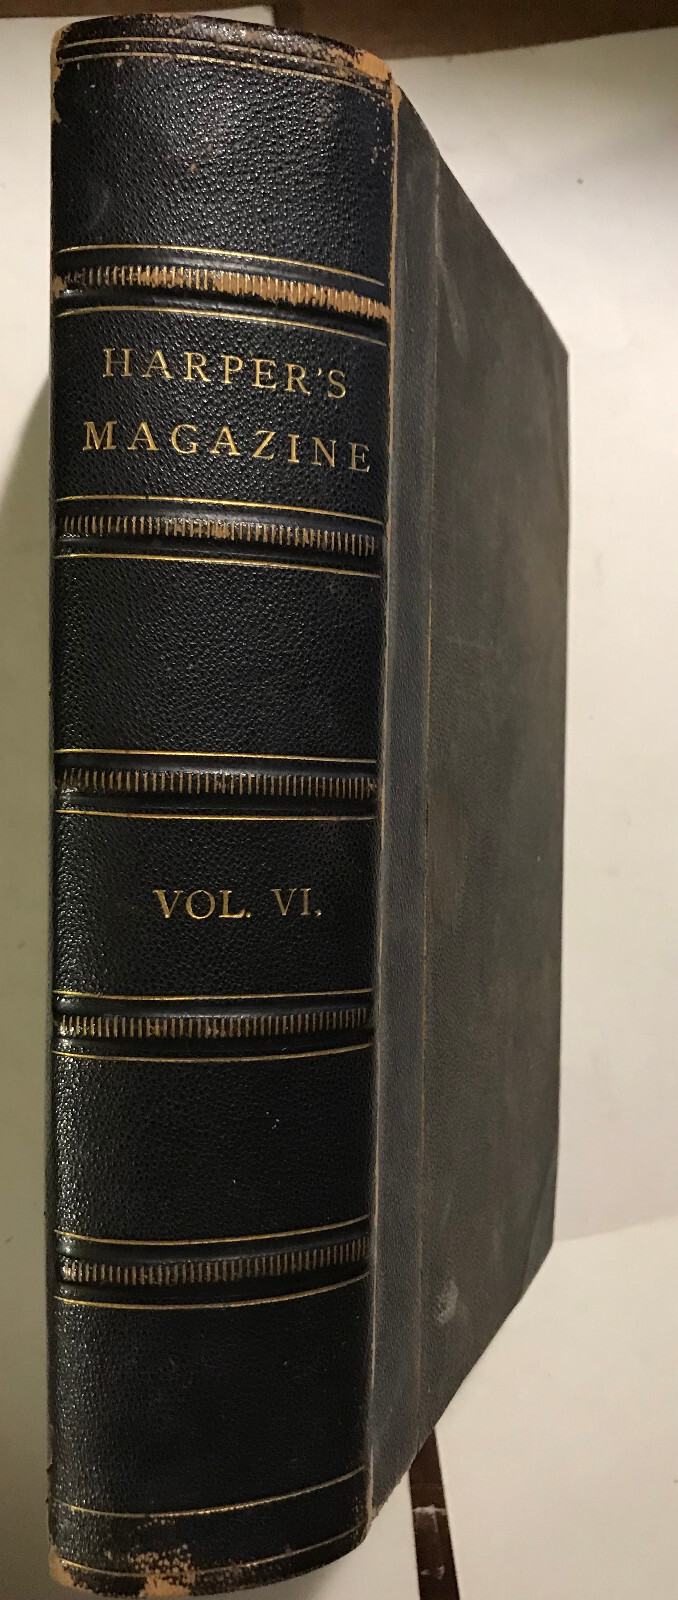 HARPER'S
MAGAZINE
VOL. VI.